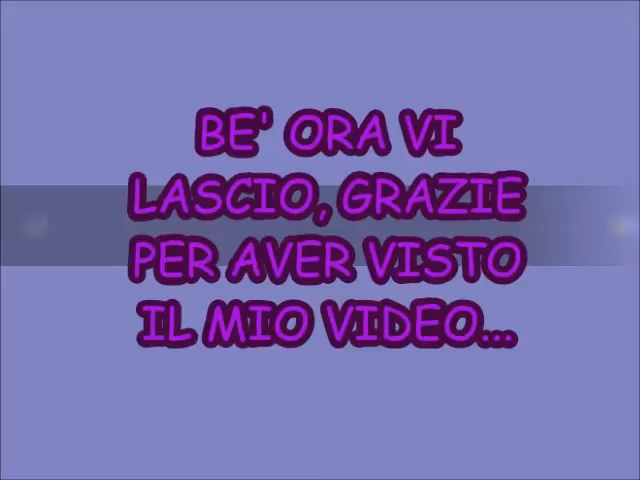 BE' ORA VI
LASCIO, GRAZIE
PER AVER VISTO
IL MIO VIDEO...